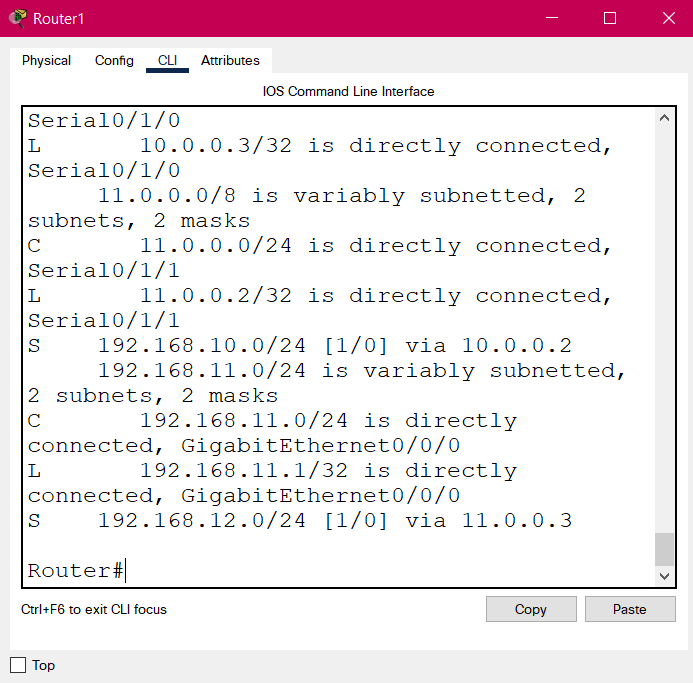 Router1
Physical Config CLI Attributes
IOS Command Line Interface
Serial0/1/0
L        10.0.0.3/32 is directly connected,
Serial0/1/0
     11.0.0.0/8 is variably subnetted, 2
subnets, 2 masks
C        11.0.0.0/24 is directly connected,
Serial0/1/1
L        11.0.0.2/32 is directly connected,
Serial0/1/1
S     192.168.10.0/24 [1/0] via 10.0.0.2
     192.168.11.0/24 is variably subnetted,
2 subnets, 2 masks
C        192.168.11.0/24 is directly
connected, GigabitEthernet0/0/0
L        192.168.11.1/32 is directly
connected, GigabitEthernet0/0/0
S     192.168.12.0/24 [1/0] via 11.0.0.3
Router#
Ctrl+F6 to exit CLI focus Copy Paste
Top